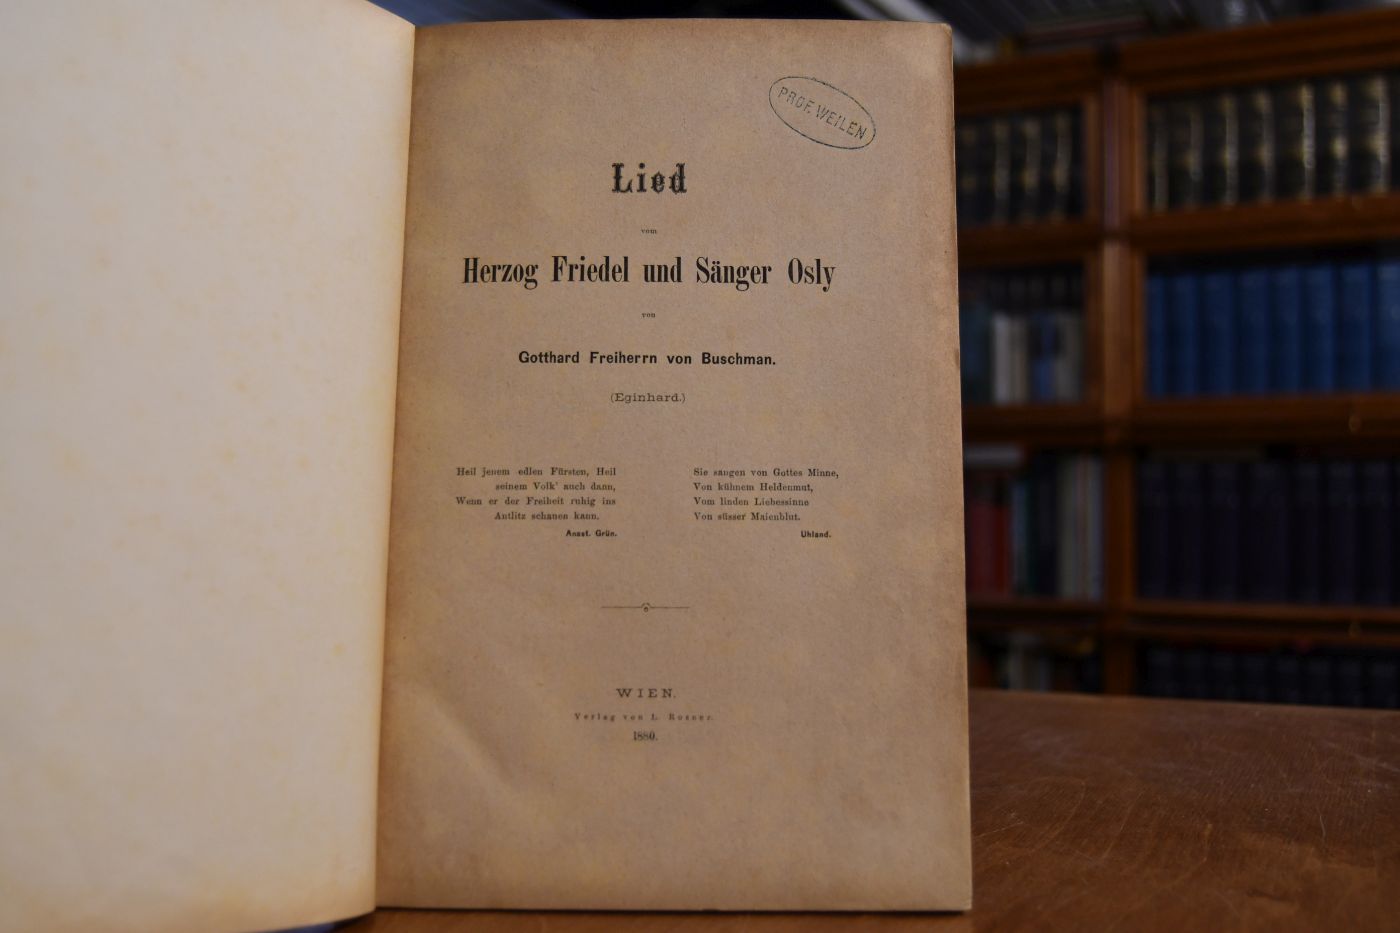 PROF. WEILEN
Lied
vom
Herzog Friedel und Sänger Osly
von
Gotthard Freiherrn von Buschman.
(Eginhard.)
Heil jenem edlen Fürsten, Heil
seinem Volk' auch dann,
Wenn er der Freiheit ruhig ins
Antlitz schauen kann.
Anast. Grün.
Sie sangen von Gottes Minne,
Von kühnem Heldenmut,
Vom linden Liebessinne
Von süsser Maienblut.
Uhland.
WIEN.
Verlag von L. Rosner.
1880.